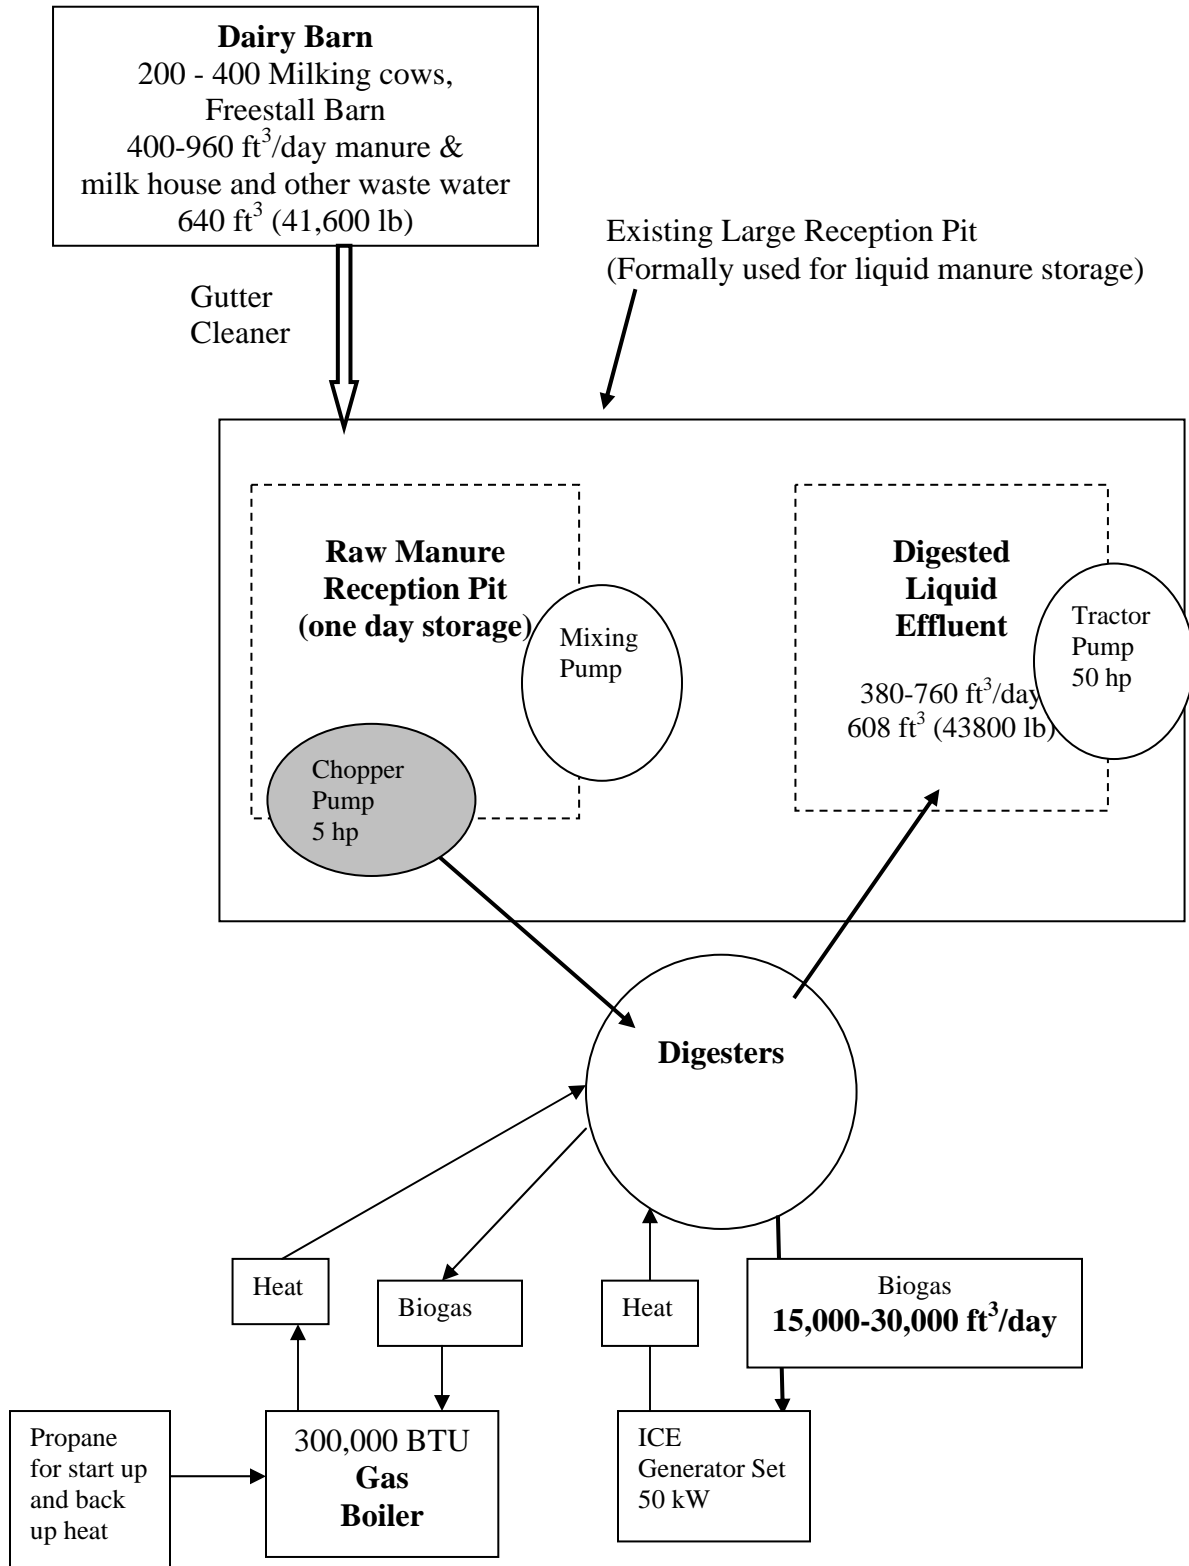 Dairy Barn
200 - 400 Milking cows,
Freestall Barn
400-960 ft³/day manure &
milk house and other waste water
640 ft³ (41,600 lb)
Existing Large Reception Pit
(Formally used for liquid manure storage)
Gutter
Cleaner
Raw Manure
Reception Pit
(one day storage)
Mixing
Pump
Chopper
Pump
5 hp
Digested
Liquid
Effluent
380-760 ft³/day
608 ft³ (43800 lb)
Tractor
Pump
50 hp
Digesters
Heat
Biogas
Heat
Biogas
15,000-30,000 ft³/day
Propane
for start up
and back
up heat
300,000 BTU
Gas
Boiler
ICE
Generator Set
50 kW